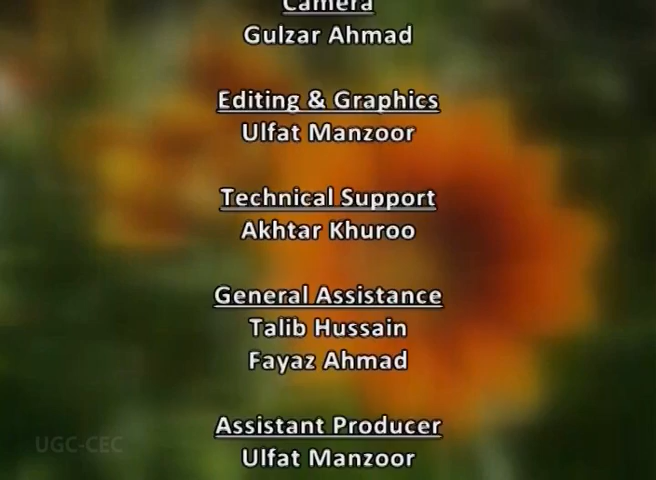 Camera
Gulzar Ahmad
Editing & Graphics
Ulfat Manzoor
Technical Support
Akhtar Khuroo
General Assistance
Talib Hussain
Fayaz Ahmad
Assistant Producer
UGC-CEC
Ulfat Manzoor